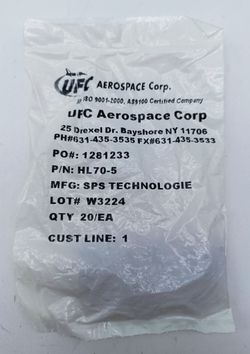 UFC AEROSPACE Corp.
ISO 9001-2000, AS9100 Certified Company
UFC Aerospace Corp
25 Drexel Dr. Bayshore NY 11706
PH#631-435-3535 FX#631-435-3533
PO#: 1281233
P/N: HL70-5
MFG: SPS TECHNOLOGIE
LOT# W3224
QTY 20/EA
CUST LINE: 1